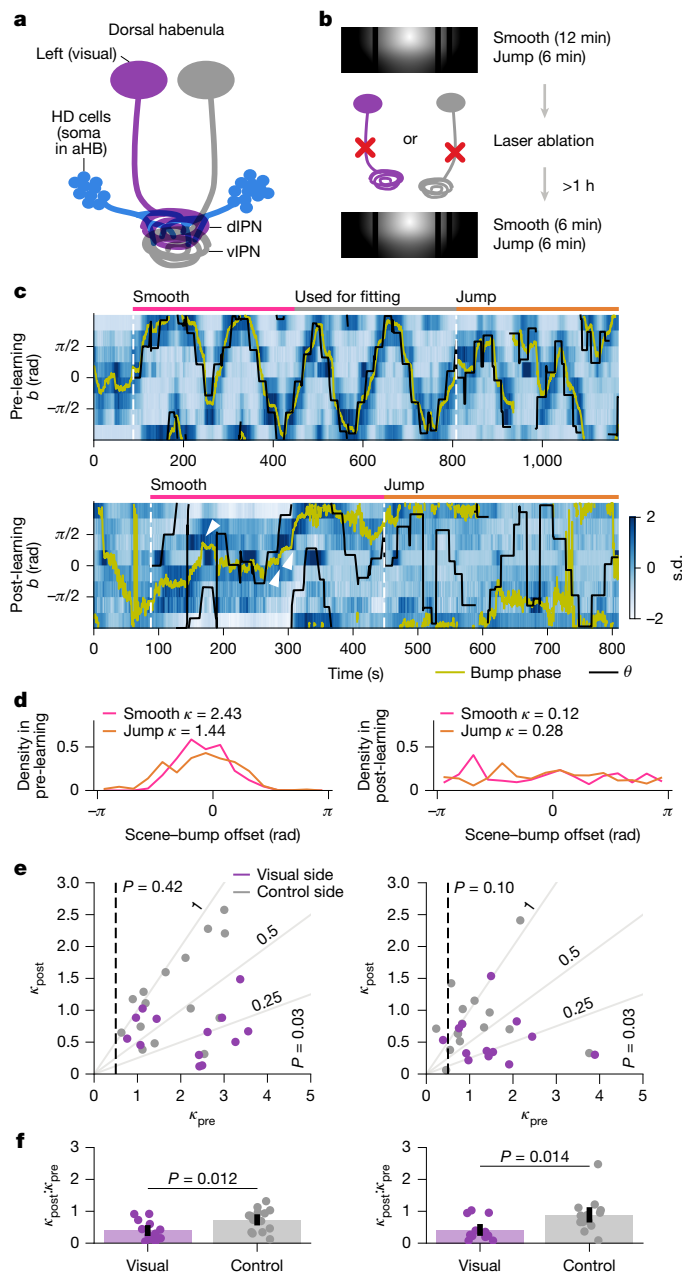 a
Dorsal habenula
Left (visual)
HD cells
(soma
in aHB)
dIPN
vIPN
b
Smooth (12 min)
Jump (6 min)
or
Laser ablation
>1 h
Smooth (6 min)
Jump (6 min)
c
Smooth
Used for fitting
Jump
Pre-learning
b (rad)
π/2
0
−π/2
0 200 400 600 800 1,000
Smooth
Jump
Post-learning
b (rad)
π/2
0
−π/2
0 100 200 300 400 500 600 700 800
2
0
−2
s.d.
Time (s)
Bump phase
θ
d
Density in
pre-learning
0.5
0
Smooth κ = 2.43
Jump κ = 1.44
−π 0 π
Scene–bump offset (rad)
Density in
post-learning
0.5
0
Smooth κ = 0.12
Jump κ = 0.28
−π 0 π
Scene–bump offset (rad)
e
Visual side
Control side
κpost
3.0
2.5
2.0
1.5
1.0
0.5
0
P = 0.42
1
0.5
0.25
P = 0.03
0 1 2 3 4 5
κpre
κpost
3.0
2.5
2.0
1.5
1.0
0.5
0
P = 0.10
1
0.5
0.25
P = 0.03
0 1 2 3 4 5
κpre
f
κpost:κpre
3
2
1
0
P = 0.012
Visual Control
κpost:κpre
3
2
1
0
P = 0.014
Visual Control